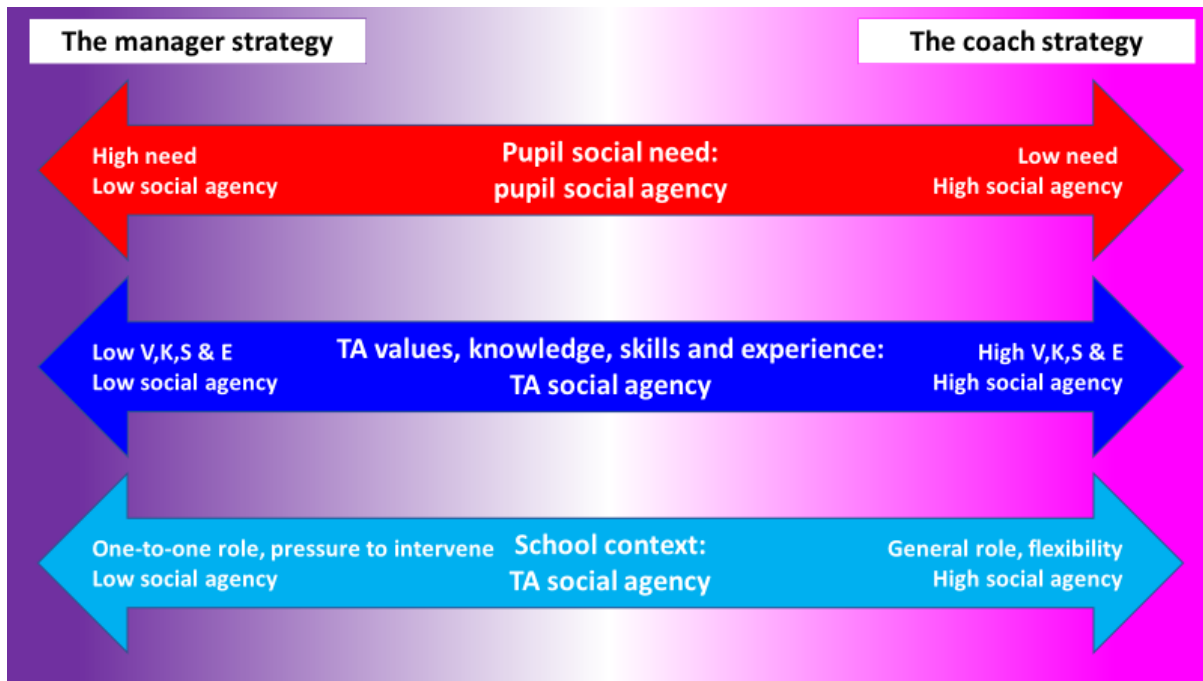 The manager strategy
The coach strategy
High need
Low social agency
Pupil social need:
pupil social agency
Low need
High social agency
Low V,K,S & E
Low social agency
TA values, knowledge, skills and experience:
TA social agency
High V,K,S & E
High social agency
One-to-one role, pressure to intervene
Low social agency
School context:
TA social agency
General role, flexibility
High social agency